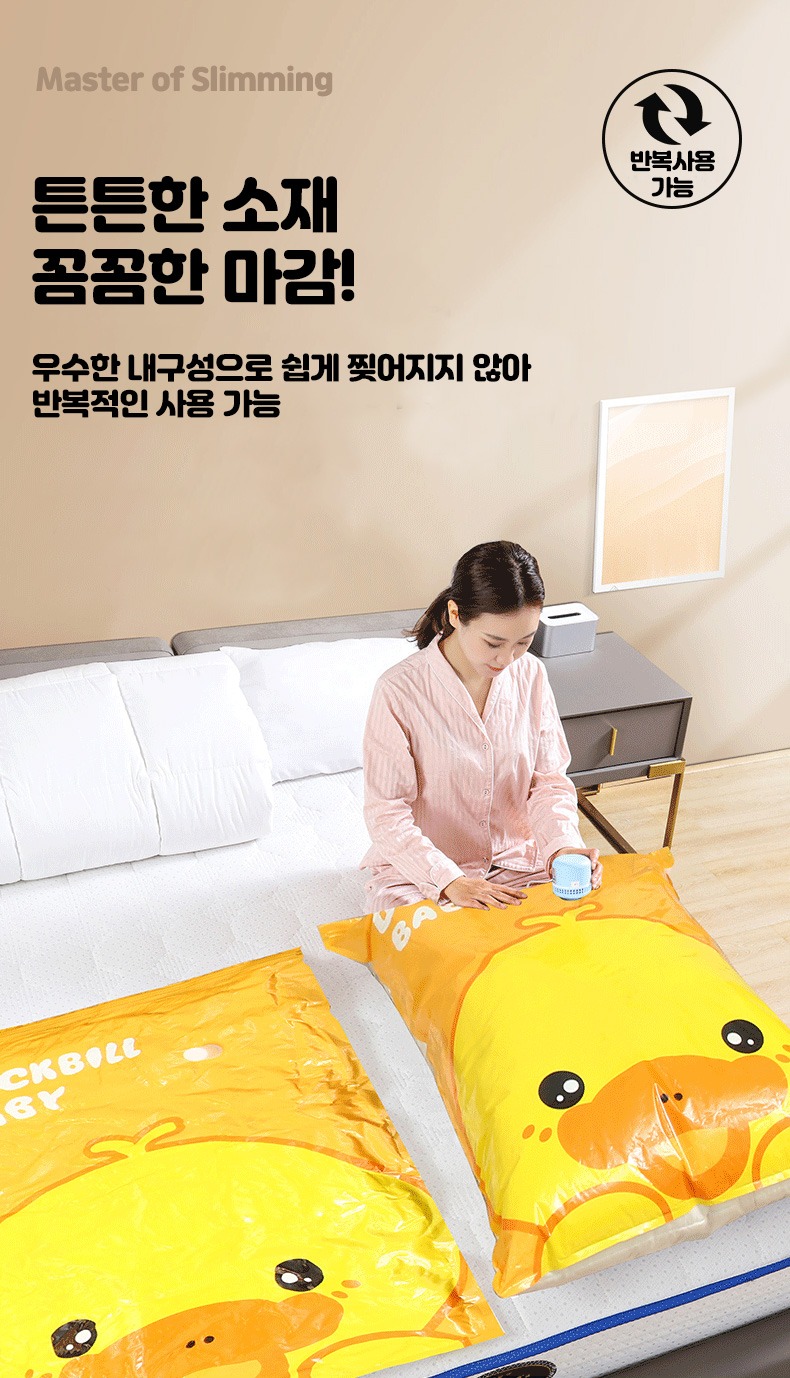 Master of Slimming
반복사용
가능
튼튼한 소재
꼼꼼한 마감!
우수한 내구성으로 쉽게 찢어지지 않아
반복적인 사용 가능
BA
CKBILL
ABY